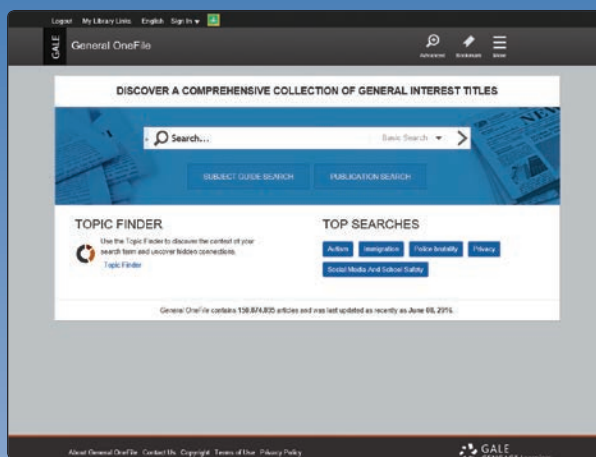 Logout My Library Links English Sign In
GALE
General OneFile
Advanced Bookmark More
DISCOVER A COMPREHENSIVE COLLECTION OF GENERAL INTEREST TITLES
Search... Basic Search
SUBJECT GUIDE SEARCH PUBLICATION SEARCH
TOPIC FINDER
Use the Topic Finder to discover the context of your
search term and uncover hidden connections.
Topic Finder
TOP SEARCHES
Autism Immigration Police Brutality Privacy
Social Media And School Safety
General OneFile contains 150,874,035 articles and was last updated as recently as June 08, 2016.
About General OneFile Contact Us Copyright Terms of Use Privacy Policy
GALE